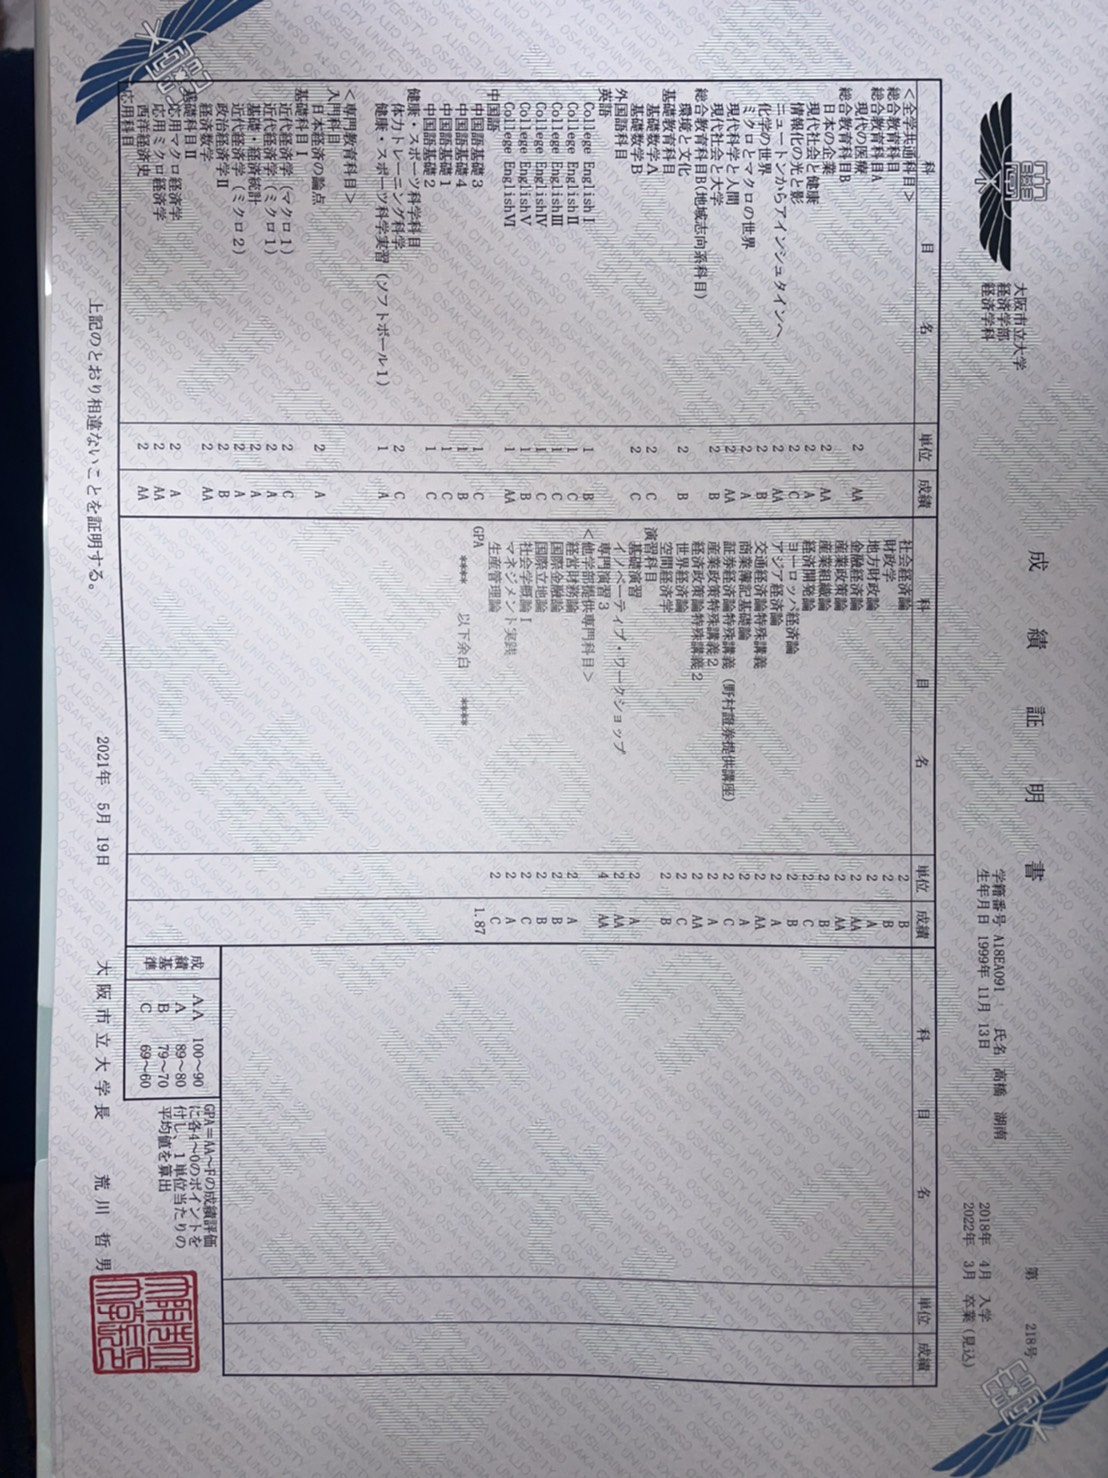 成績証明書
第 218号
大阪市立大学
経済学部
経済学科
学籍番号 A18EA091 氏名 高橋 湖南
生年月日 1999年 11月 13日
2018年 4月 入学
2022年 3月 卒業(見込)
科目名 単位 成績
＜全学共通科目＞
総合教育科目
総合教育科目A
現代の医療 2 AA
総合教育科目B
日本の企業 2 AA
現代社会と健康 2 A
情報化の光と影 2 C
ニュートンからアインシュタインへ 2 AA
化学の世界 2 B
ミクロとマクロの世界 2 A
現代科学と人間 2 AA
現代社会と大学 2 B
総合教育科目B(地域志向系科目)
環境と文化 2 B
基礎教育科目
基礎数学A 2 C
基礎数学B 2 C
外国語科目
英語
College English Ⅰ 1 B
College English Ⅱ 1 C
College English Ⅲ 1 C
College English Ⅳ 1 C
College English Ⅴ 1 B
College English Ⅵ 1 AA
中国語
中国語基礎3 1 C
中国語基礎4 1 B
中国語基礎1 1 C
中国語基礎2 1 C
健康・スポーツ科学科目
体力トレーニング科学 2 C
健康・スポーツ科学実習（ソフトボール1） 1 A
＜専門教育科目＞
入門科目
日本経済の論点 2 A
基礎科目Ⅰ
近代経済学（マクロ1） 2 C
近代経済学（ミクロ1） 2 A
基礎・経済統計 2 A
近代経済学（ミクロ2） 2 A
政治経済学Ⅱ 2 B
経済数学 2 AA
基礎科目Ⅱ
応用マクロ経済学 2 A
応用ミクロ経済学 2 AA
西洋経済史 2 AA
応用科目
科目名 単位 成績
社会経済論 2 B
財政学 2 B
地方財政論 2 A
金融経済論 2 AA
産業政策論 2 AA
産業組織論 2 B
経済開発論 2 C
ヨーロッパ経済論 2 B
アジア経済論 2 A
交通経済論特殊講義 2 AA
商業簿記基礎論 2 A
証券経済論特殊講義（野村證券提供講座） 2 C
産業政策特殊講義2 2 A
経済政策論特殊講義2 2 AA
世界経済論 2 C
空間経済学 2 B
演習科目
基礎演習 2 A
イノベーティブ・ワークショップ 2 AA
専門演習3 4 AA
＜他学部提供専門科目＞
経営財務論 2 A
国際金融論 2 B
国際立地論 2 B
社会学概論Ⅰ 2 C
マネジメント実践 2 A
生産管理論 2 C
GPA 1.87
**** 以下余白 ****
科目名 単位 成績
成績基準
AA 100〜90
A 89〜80
B 79〜70
C 69〜60
GPA=AA〜Fの成績評価
に各4〜0のポイントを
付し、1単位当たりの
平均値を算出
上記のとおり相違ないことを証明する。
2021年 5月 19日
大阪市立大学長 荒川 哲男
OSAKA CITY UNIVERSITY